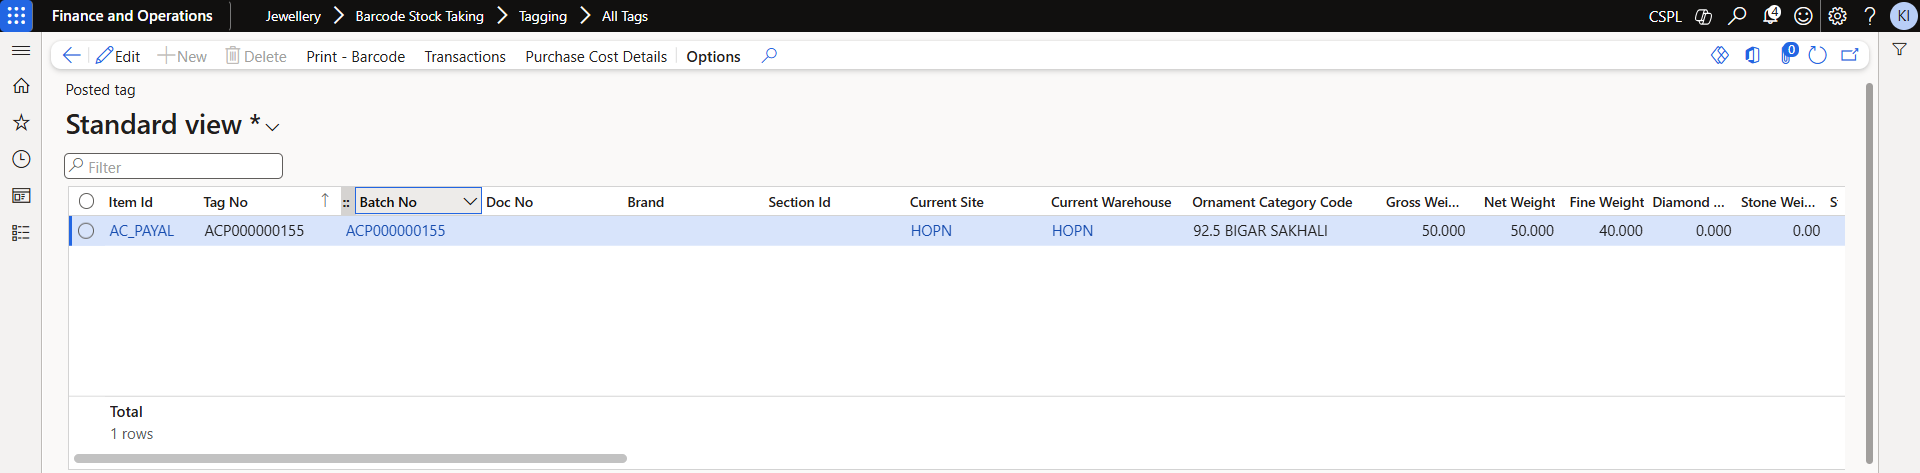 Finance and Operations Jewellery Barcode Stock Taking Tagging All Tags CSPL 4 ? KI
Edit New Delete Print - Barcode Transactions Purchase Cost Details Options 0
Posted tag
Standard view *
Filter
Item Id Tag No Batch No Doc No Brand Section Id Current Site Current Warehouse Ornament Category Code Gross Wei... Net Weight Fine Weight Diamond ... Stone Wei... S
AC_PAYAL ACP000000155 ACP000000155 HOPN HOPN 92.5 BIGAR SAKHALI 50.000 50.000 40.000 0.000 0.00
Total
1 rows